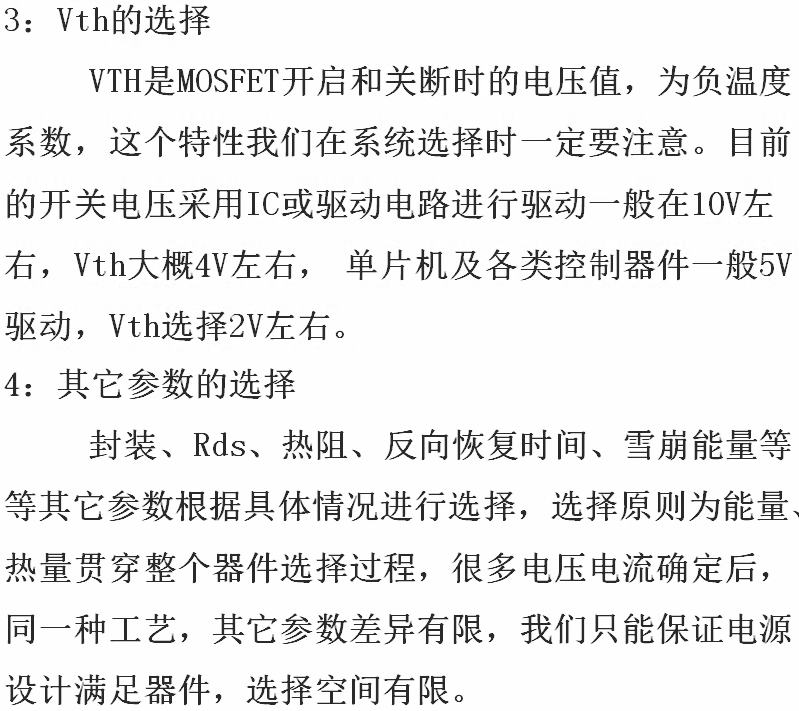 3: Vth的选择
VTH是MOSFET开启和关断时的电压值，为负温度
系数，这个特性我们在系统选择时一定要注意。目前
的开关电压采用IC或驱动电路进行驱动一般在10V左
右，Vth大概4V左右， 单片机及各类控制器件一般5V
驱动，Vth选择2V左右。
4: 其它参数的选择
封装、Rds、热阻、反向恢复时间、雪崩能量等
等其它参数根据具体情况进行选择，选择原则为能量、
热量贯穿整个器件选择过程，很多电压电流确定后，
同一种工艺，其它参数差异有限，我们只能保证电源
设计满足器件，选择空间有限。